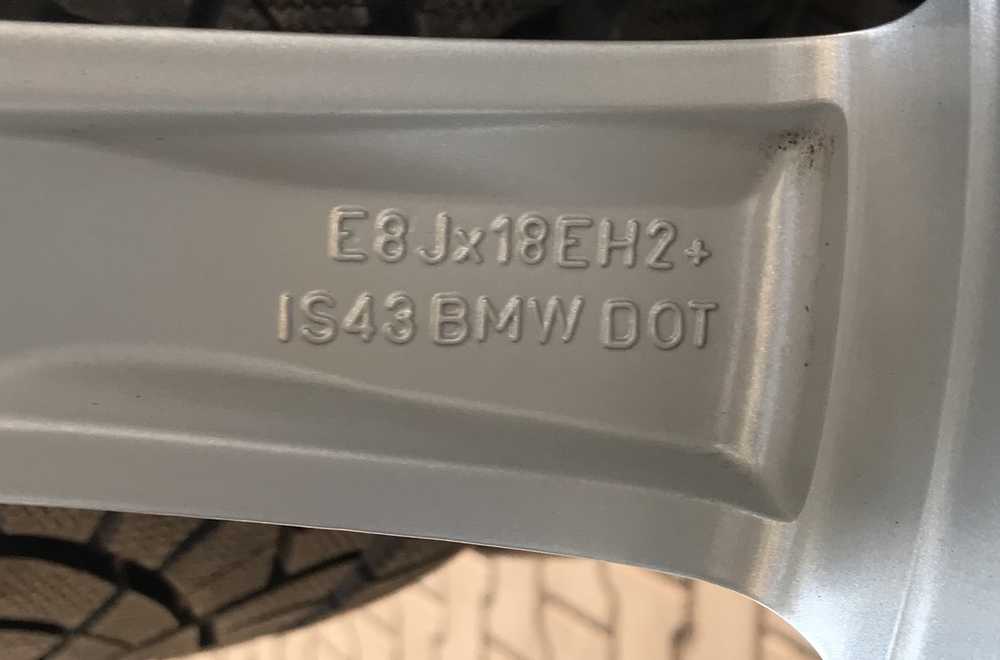 E8Jx18EH2+
IS43 BMW DOT